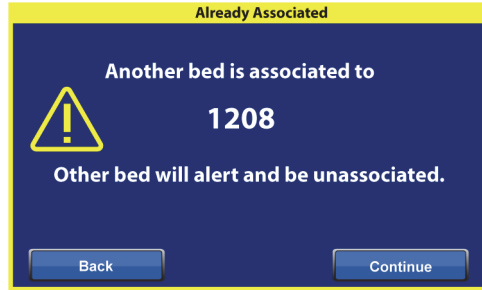 Already Associated
Another bed is associated to
1208
Other bed will alert and be unassociated.
Back
Continue